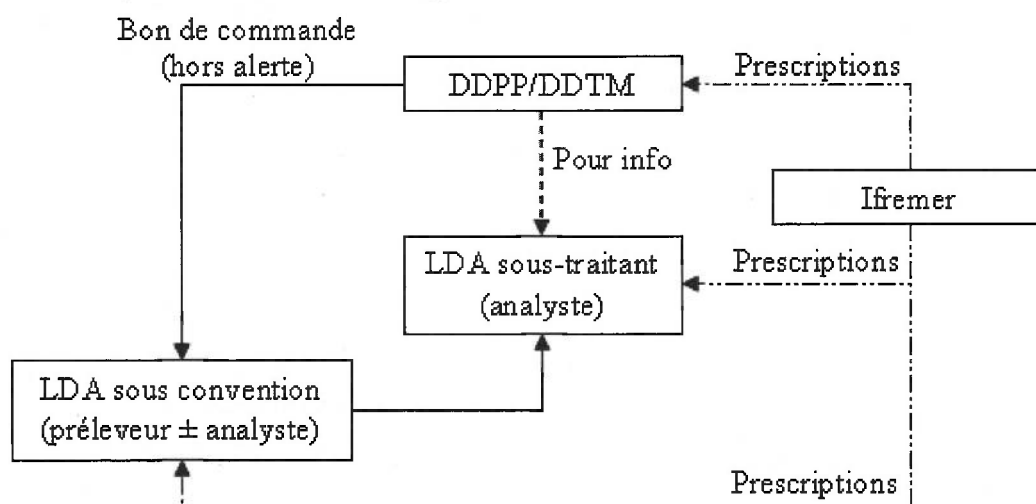 Bon de commande
(hors alerte)
DDPP/DDTM
Prescriptions
Pour info
Ifremer
LDA sous-traitant
(analyste)
Prescriptions
LDA sous convention
(préleveur ± analyste)
Prescriptions